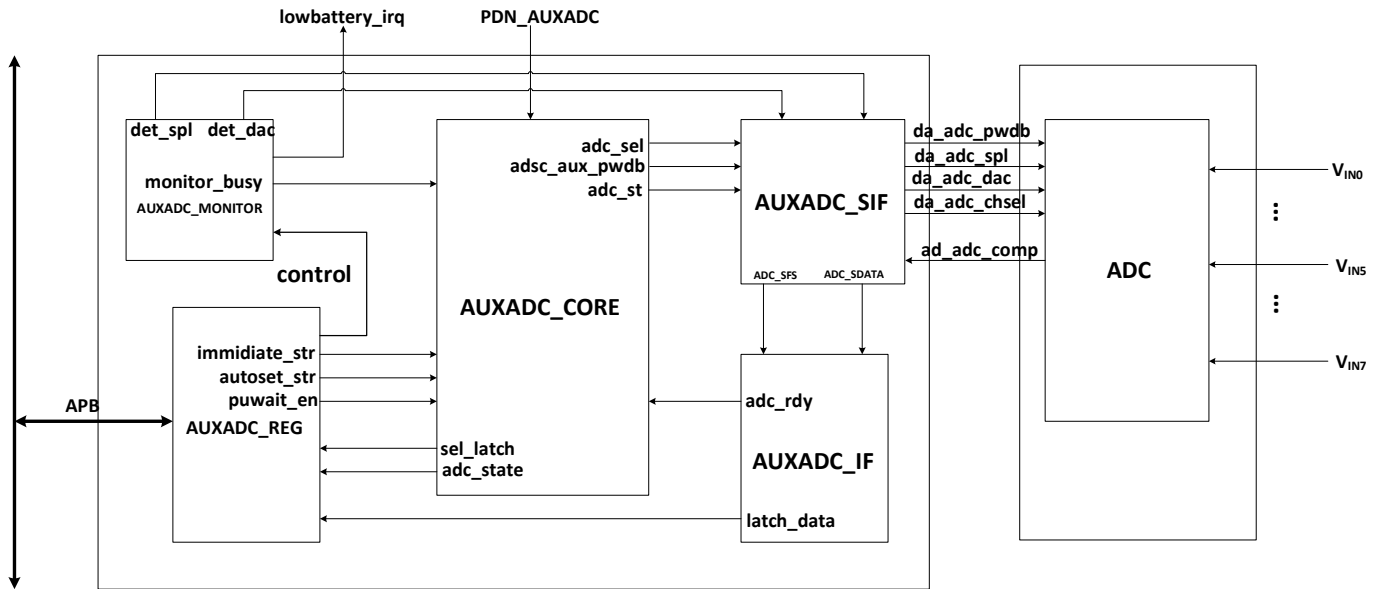 lowbattery_irq
PDN_AUXADC
det_spl
det_dac
monitor_busy
AUXADC_MONITOR
control
APB
immidiate_str
autoset_str
puwait_en
AUXADC_REG
adc_sel
adsc_aux_pwdb
adc_st
AUXADC_CORE
sel_latch
adc_state
AUXADC_SIF
ADC_SFS
ADC_SDATA
adc_rdy
AUXADC_IF
latch_data
da_adc_pwdb
da_adc_spl
da_adc_dac
da_adc_chsel
ad_adc_comp
ADC
VIN0
...
VIN5
...
VIN7